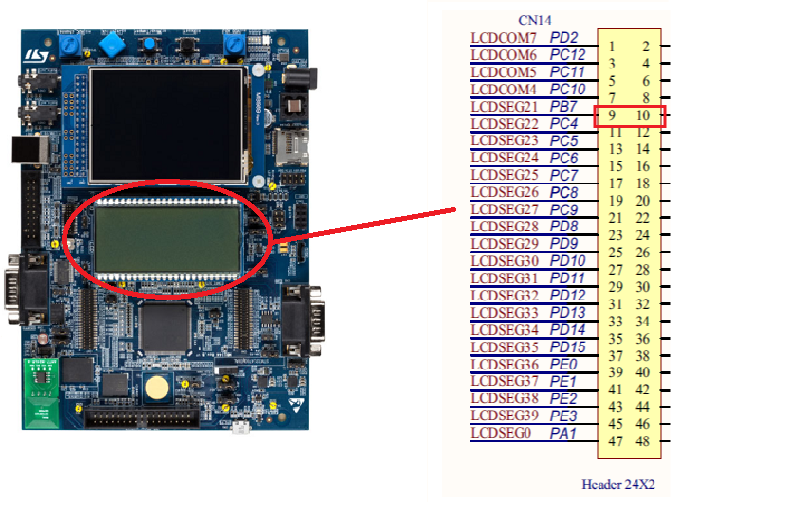 CN14
LCDCOM7 PD2 1 2
LCDCOM6 PC12 3 4
LCDCOM5 PC11 5 6
LCDCOM4 PC10 7 8
LCDSEG21 PB7 9 10
LCDSEG22 PC4 11 12
LCDSEG23 PC5 13 14
LCDSEG24 PC6 15 16
LCDSEG25 PC7 17 18
LCDSEG26 PC8 19 20
LCDSEG27 PC9 21 22
LCDSEG28 PD8 23 24
LCDSEG29 PD9 25 26
LCDSEG30 PD10 27 28
LCDSEG31 PD11 29 30
LCDSEG32 PD12 31 32
LCDSEG33 PD13 33 34
LCDSEG34 PD14 35 36
LCDSEG35 PD15 37 38
LCDSEG36 PE0 39 40
LCDSEG37 PE1 41 42
LCDSEG38 PE2 43 44
LCDSEG39 PE3 45 46
LCDSEG0 PA1 47 48
Header 24X2